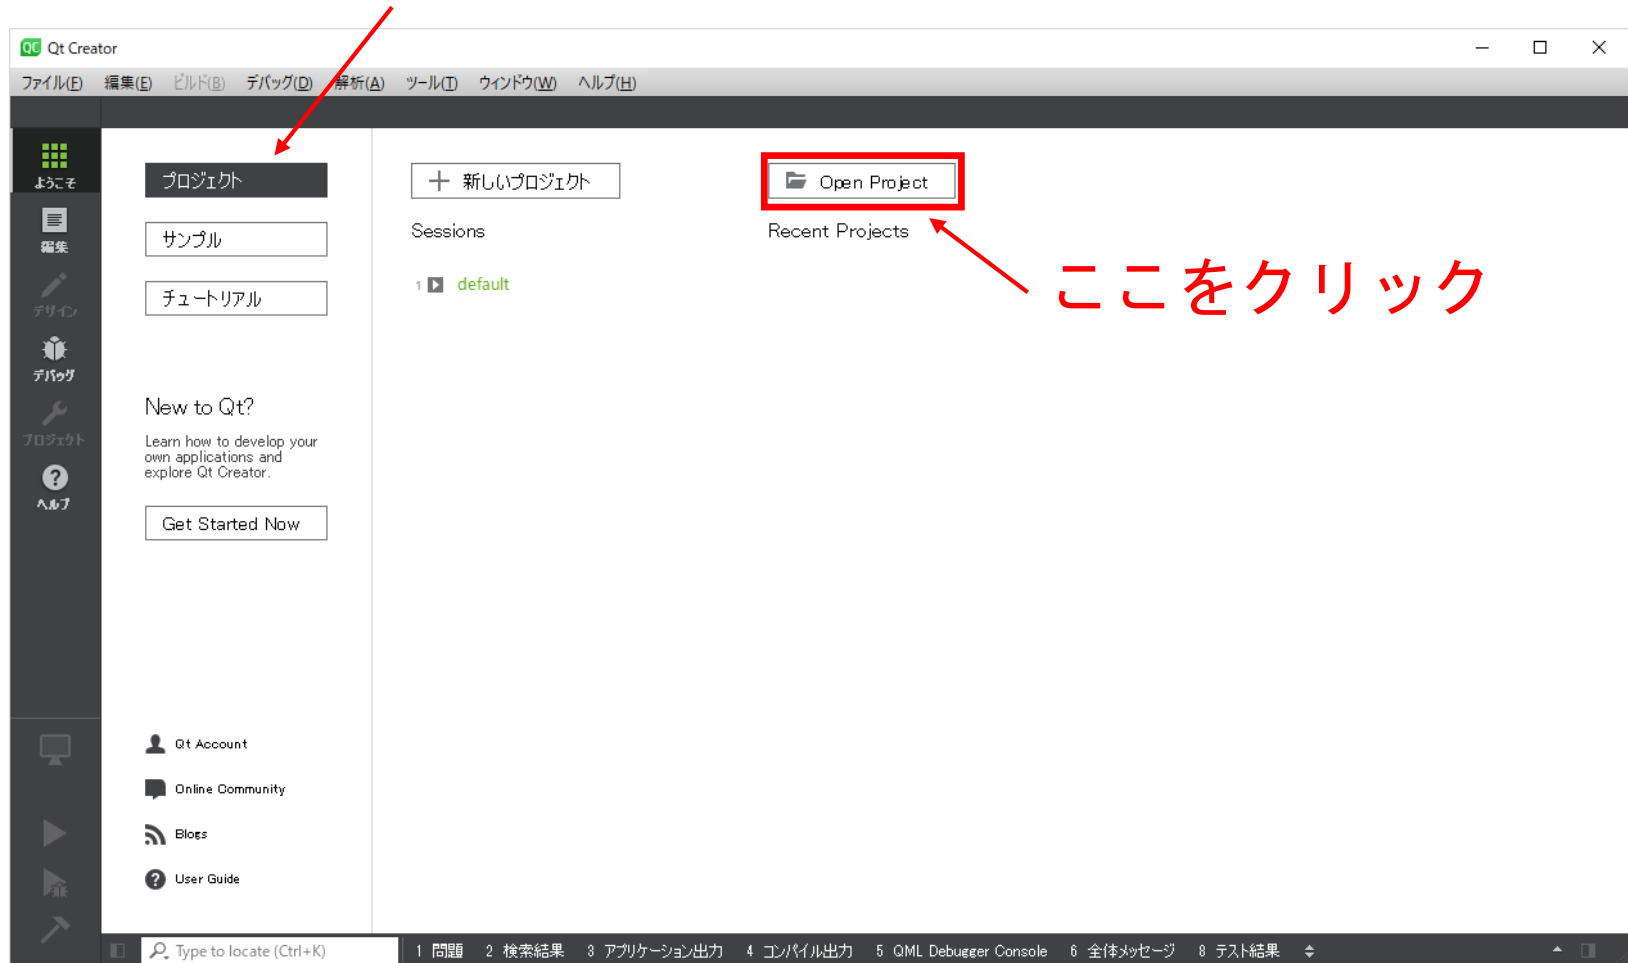 Qt Creator
ファイル(F) 編集(E) ビルド(B) デバッグ(D) 解析(A) ツール(T) ウィンドウ(W) ヘルプ(H)
ようこそ
編集
デザイン
デバッグ
プロジェクト
ヘルプ
プロジェクト
サンプル
チュートリアル
New to Qt?
Learn how to develop your
own applications and
explore Qt Creator.
Get Started Now
Qt Account
Online Community
Blogs
User Guide
新しいプロジェクト
Sessions
1 default
Open Project
Recent Projects
ここをクリック
Type to locate (Ctrl+K)
1 問題 2 検索結果 3 アプリケーション出力 4 コンパイル出力 5 QML Debugger Console 6 全体メッセージ 8 テスト結果